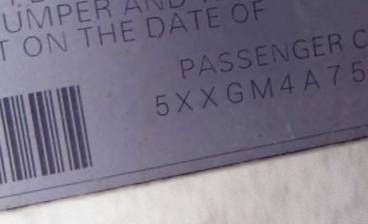 UMPER AND
T ON THE DATE OF
PASSENGER C
5XXGM4A75